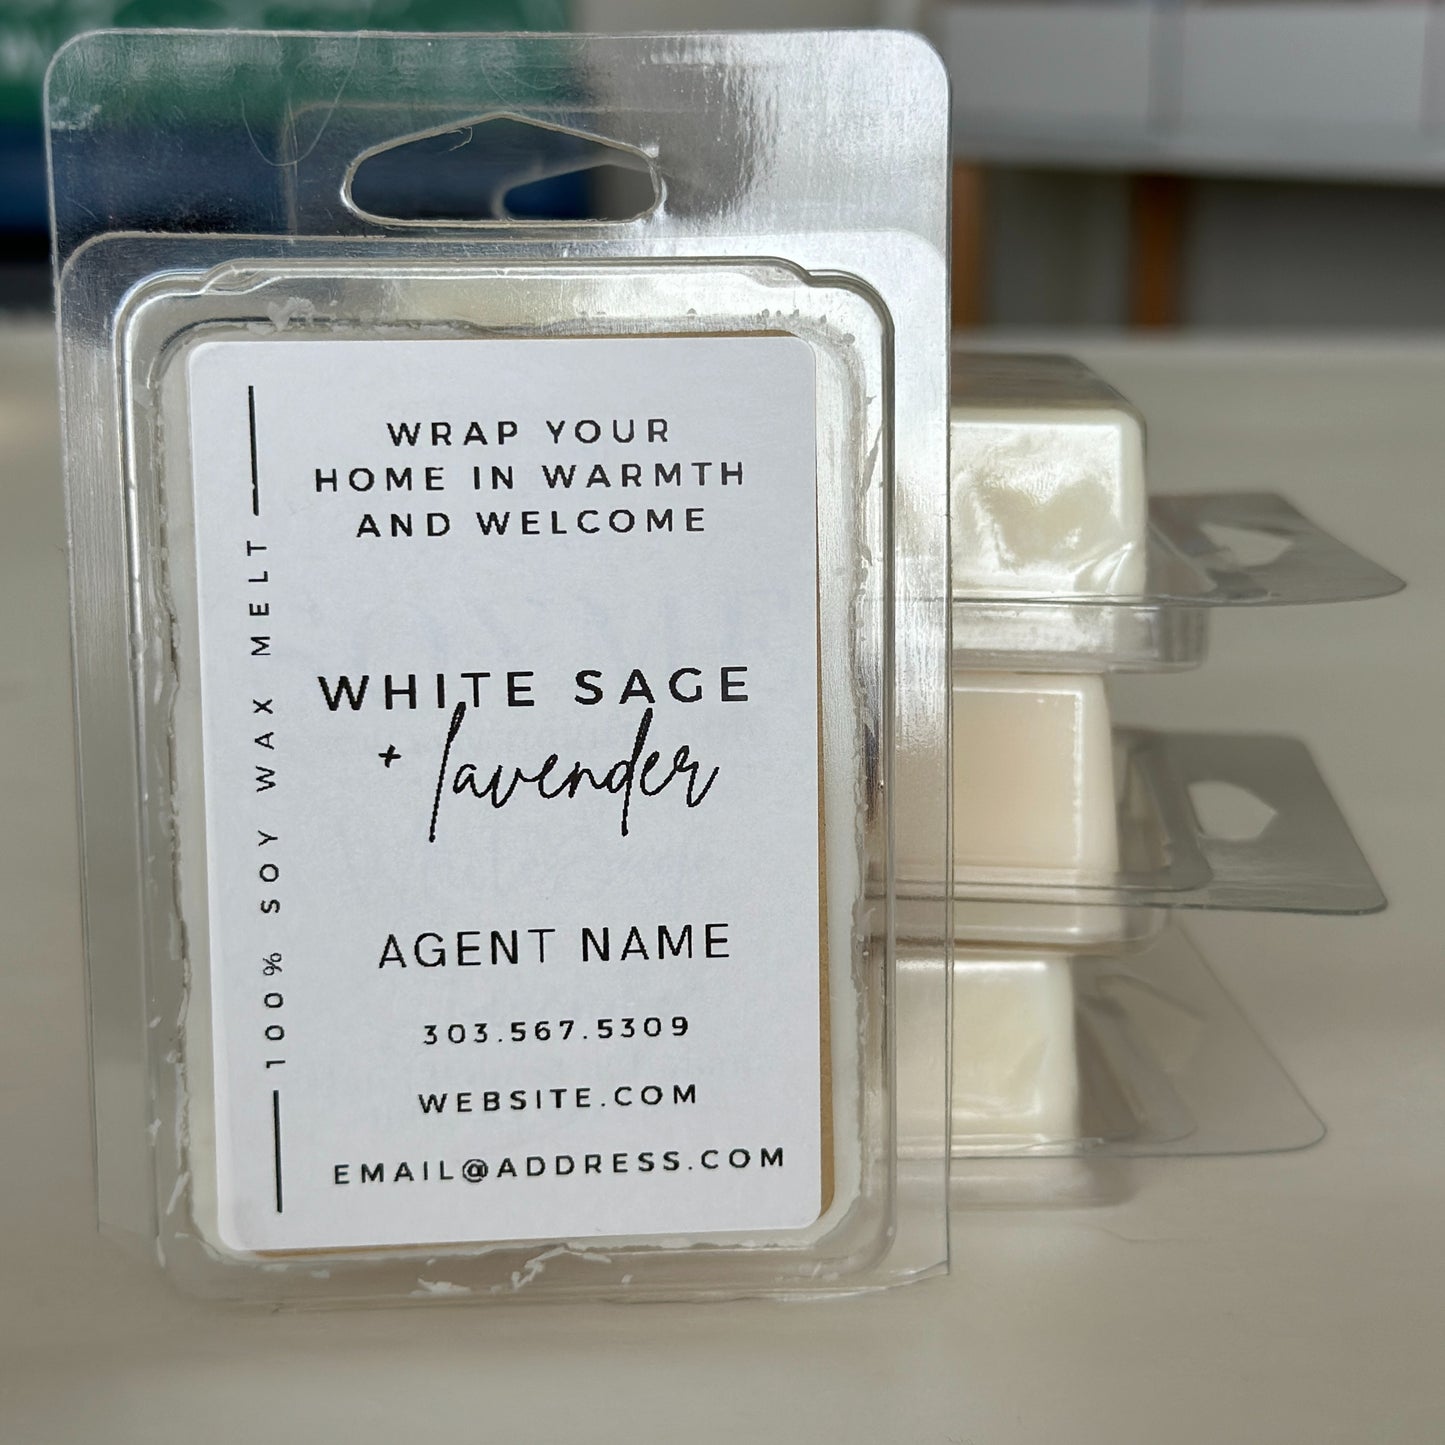 WRAP YOUR
HOME IN WARMTH
AND WELCOME
100% SOY WAX MELT
WHITE SAGE
+ lavender
AGENT NAME
303.567.5309
WEBSITE.COM
EMAIL@ADDRESS.COM